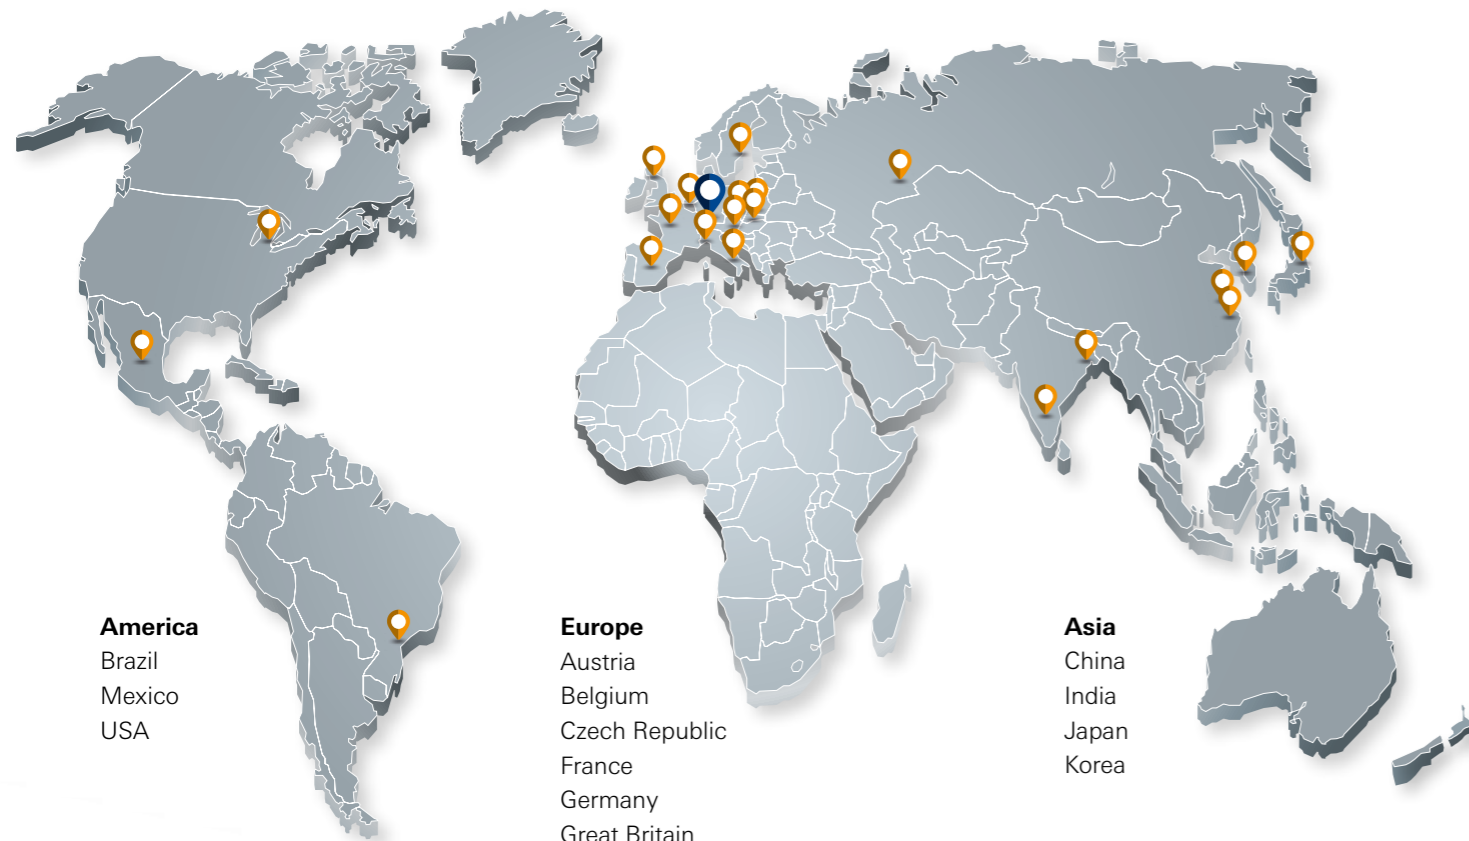 America
Brazil
Mexico
USA
Europe
Austria
Belgium
Czech Republic
France
Germany
Great Britain
Asia
China
India
Japan
Korea